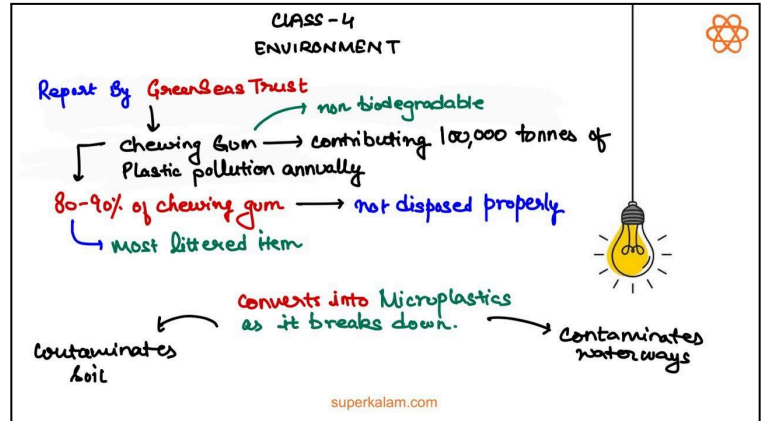 CLASS-4
ENVIRONMENT
Report By GreenSeas Trust
non biodegradable
chewing Gum → contributing 100,000 tonnes of
Plastic pollution annually
80-90% of chewing gum → not disposed properly
most littered item
converts into Microplastics
as it breaks down.
contaminates
soil
contaminates
waterways
superkalam.com